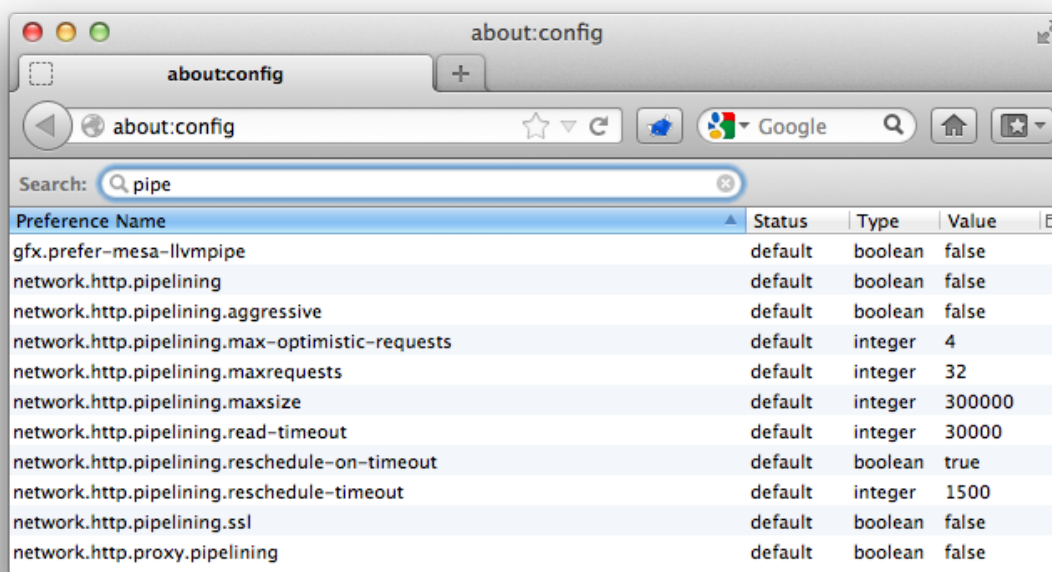 about:config
about:config
about:config Google
Search: pipe
Preference Name Status Type Value
gfx.prefer-mesa-llvmpipe default boolean false
network.http.pipelining default boolean false
network.http.pipelining.aggressive default boolean false
network.http.pipelining.max-optimistic-requests default integer 4
network.http.pipelining.maxrequests default integer 32
network.http.pipelining.maxsize default integer 300000
network.http.pipelining.read-timeout default integer 30000
network.http.pipelining.reschedule-on-timeout default boolean true
network.http.pipelining.reschedule-timeout default integer 1500
network.http.pipelining.ssl default boolean false
network.http.proxy.pipelining default boolean false